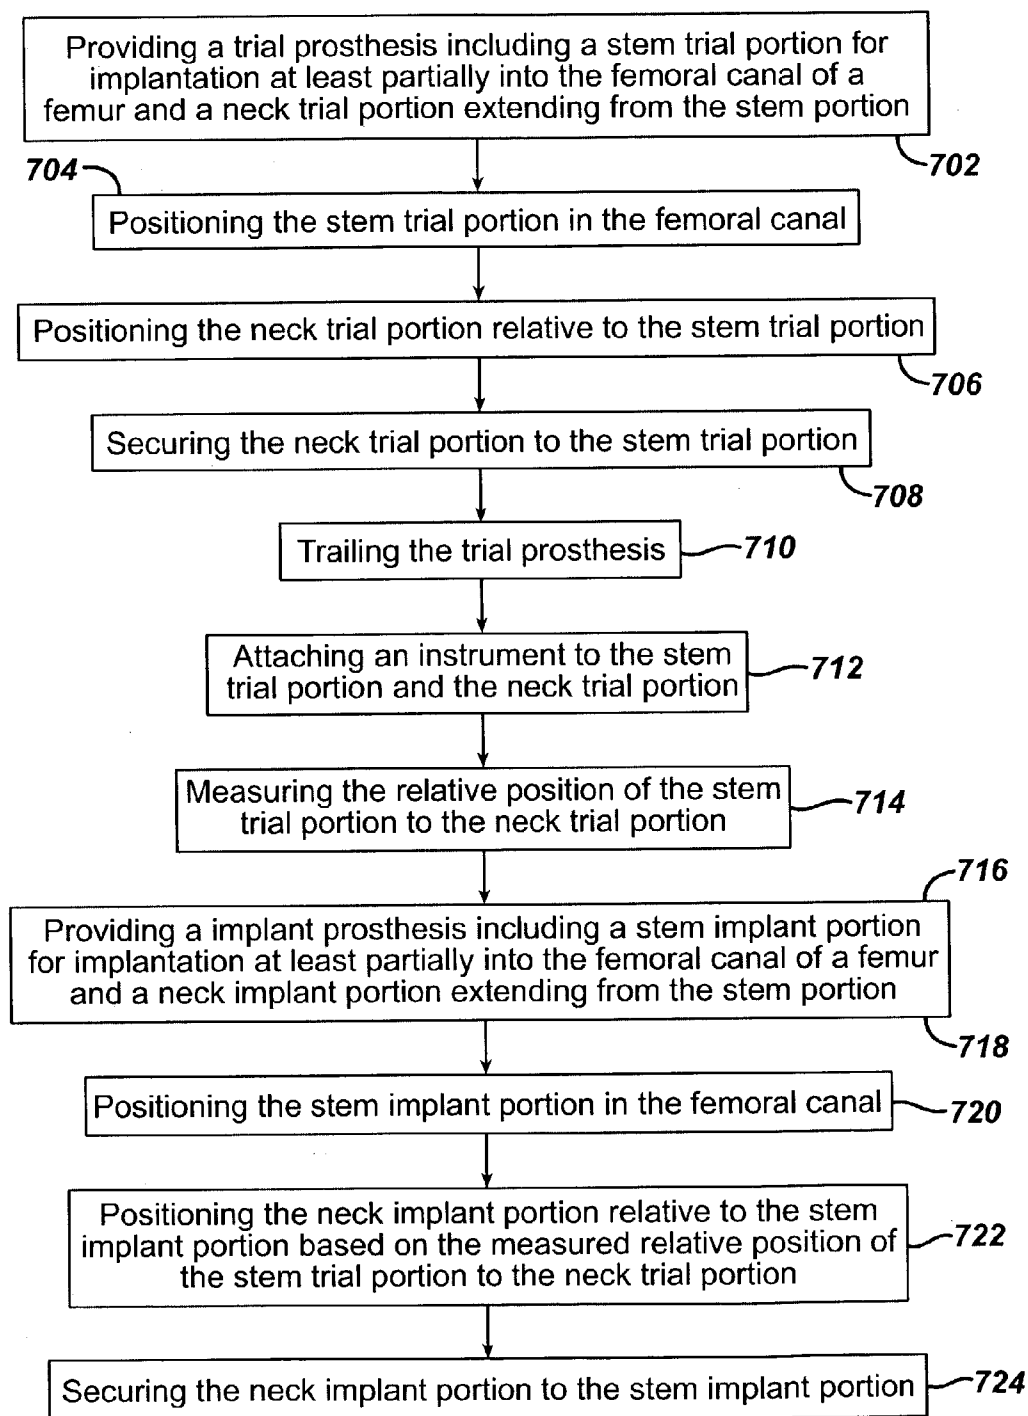 Providing a trial prosthesis including a stem trial portion for
implantation at least partially into the femoral canal of a
femur and a neck trial portion extending from the stem portion
702
704
Positioning the stem trial portion in the femoral canal
Positioning the neck trial portion relative to the stem trial portion
706
Securing the neck trial portion to the stem trial portion
708
Trailing the trial prosthesis
710
Attaching an instrument to the stem
trial portion and the neck trial portion
712
Measuring the relative position of the stem
trial portion to the neck trial portion
714
716
Providing a implant prosthesis including a stem implant portion
for implantation at least partially into the femoral canal of a femur
and a neck implant portion extending from the stem portion
718
Positioning the stem implant portion in the femoral canal
720
Positioning the neck implant portion relative to the stem
implant portion based on the measured relative position of
the stem trial portion to the neck trial portion
722
Securing the neck implant portion to the stem implant portion
724